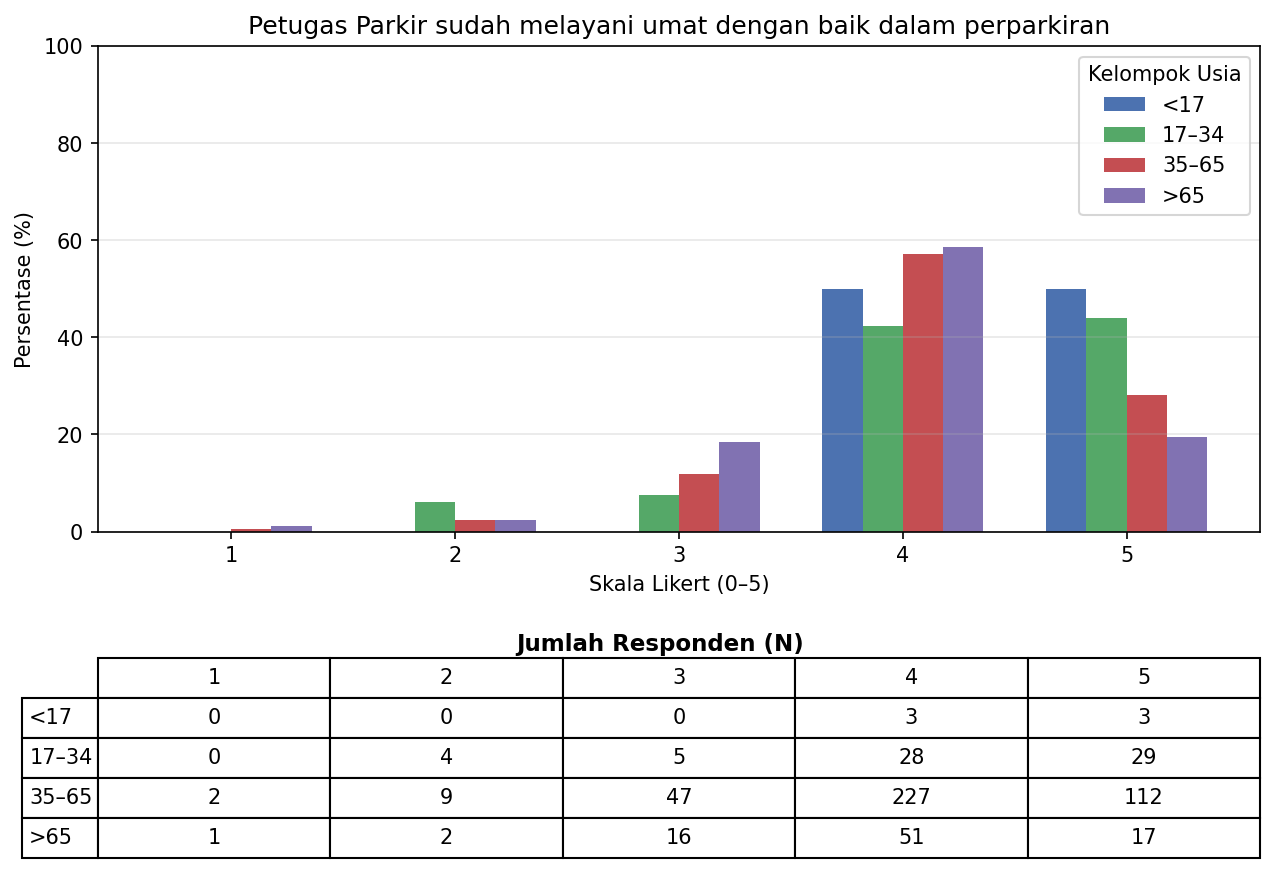 Petugas Parkir sudah melayani umat dengan baik dalam perparkiran
100
80
60
40
20
0
Persentase (%)
Kelompok Usia
<17
17–34
35–65
>65
1 2 3 4 5
Skala Likert (0–5)
Jumlah Responden (N)
1 2 3 4 5
<17 0 0 0 3 3
17–34 0 4 5 28 29
35–65 2 9 47 227 112
>65 1 2 16 51 17